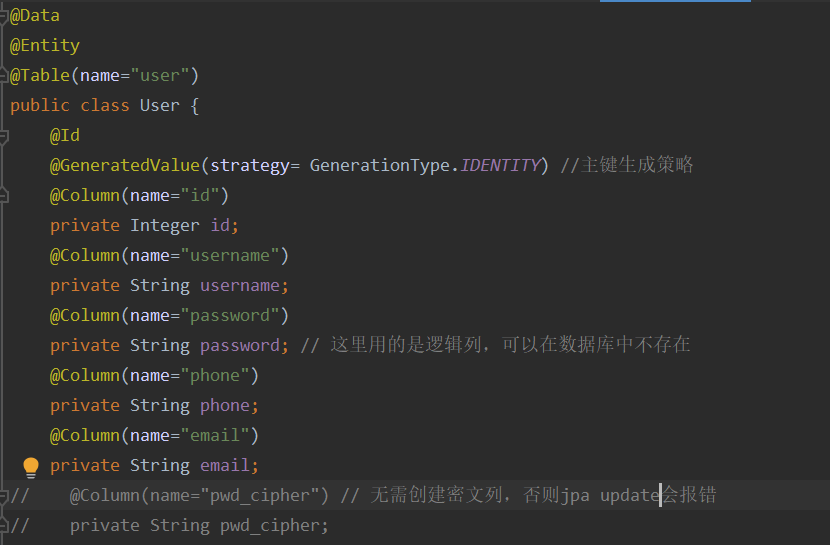 @Data
@Entity
@Table(name="user")
public class User {
    @Id
    @GeneratedValue(strategy= GenerationType.IDENTITY) //主键生成策略
    @Column(name="id")
    private Integer id;
    @Column(name="username")
    private String username;
    @Column(name="password")
    private String password; // 这里用的是逻辑列，可以在数据库中不存在
    @Column(name="phone")
    private String phone;
    @Column(name="email")
    private String email;
//    @Column(name="pwd_cipher") // 无需创建密文列，否则jpa update会报错
//    private String pwd_cipher;